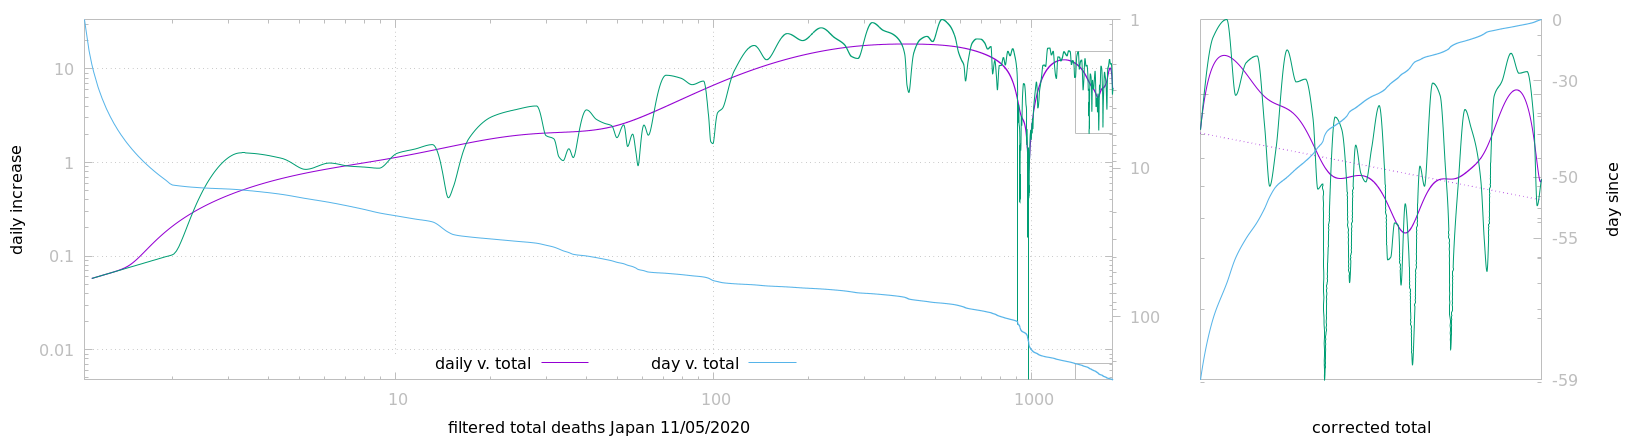 daily increase
10
1
0.1
0.01
daily v. total
day v. total
10
100
1000
filtered total deaths Japan 11/05/2020
1
10
100
0
-30
-50
-55
-59
day since
corrected total